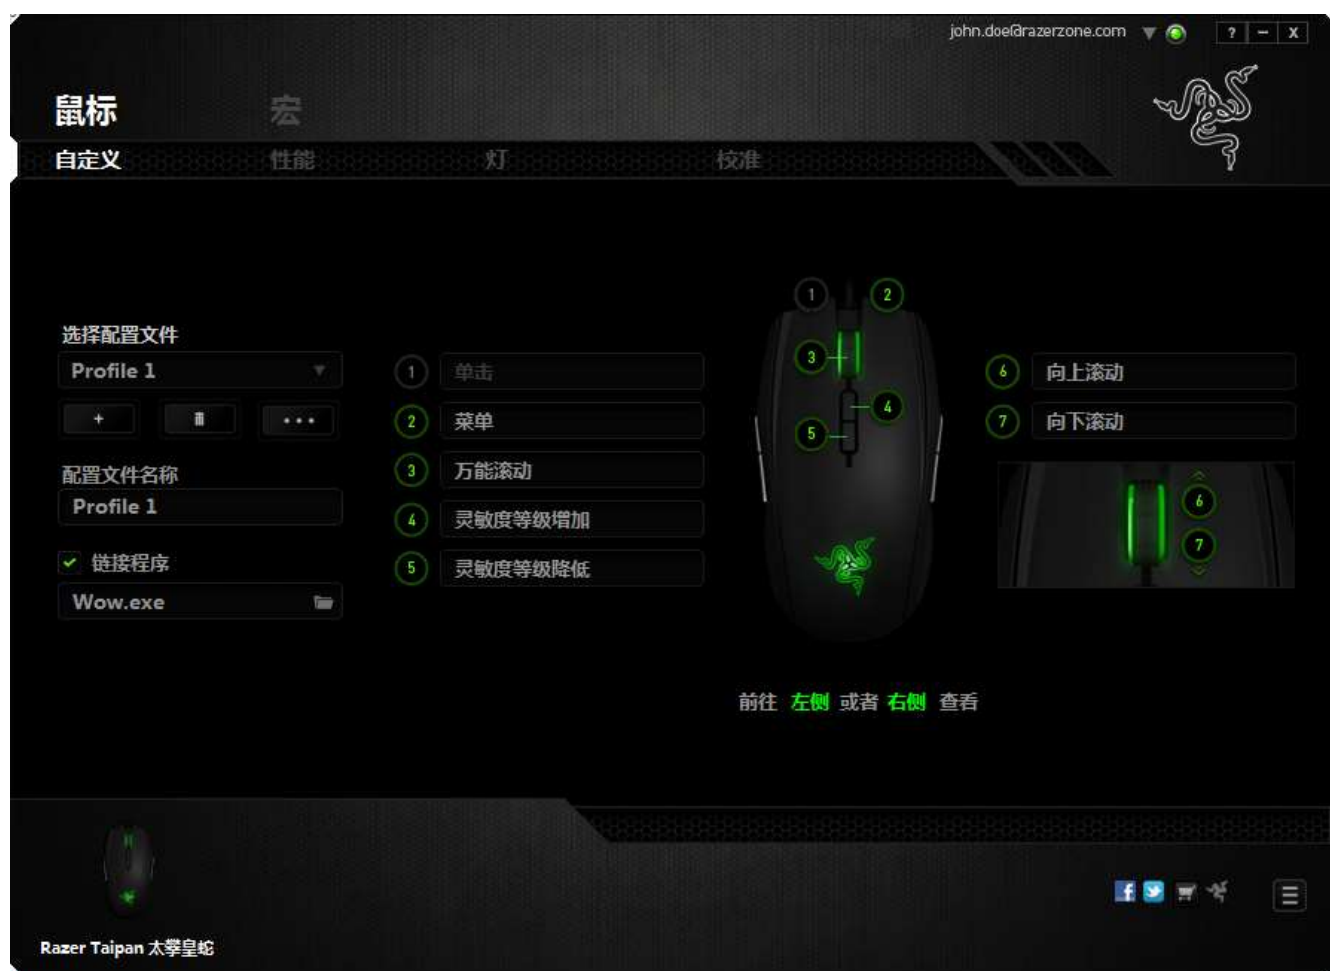 john.doe@razerzone.com
? - X
鼠标 宏
自定义 性能 灯 校准
选择配置文件
Profile 1
+
...
配置文件名称
Profile 1
链接程序
Wow.exe
1 单击
2 菜单
3 万能滚动
4 灵敏度等级增加
5 灵敏度等级降低
1 2
3
4
5
6 向上滚动
7 向下滚动
6
7
前往 左侧 或者 右侧 查看
f
Razer Taipan 太攀皇蛇